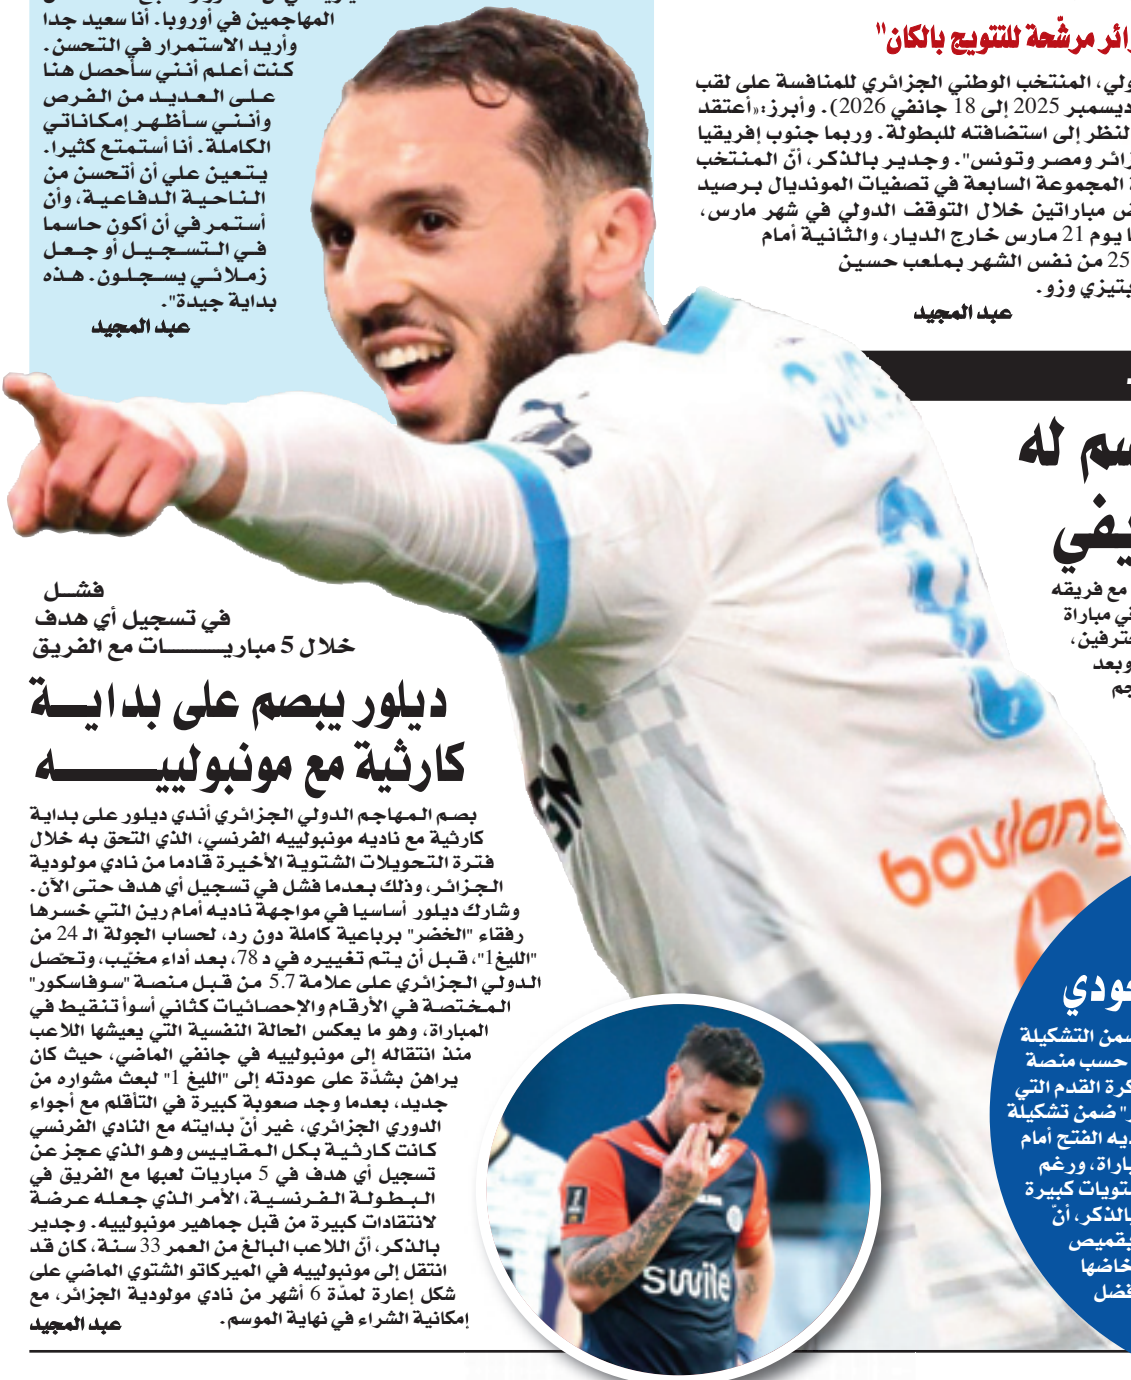 المهاجمين في أوروبا. أنا سعيد جدا
وأريد الاستمرار في التحسن.
كنت أعلم أنني سأحصل هنا
على العديد من الفرص
وأنني سأظهر إمكاناتي
الكاملة. أنا أستمتع كثيرا.
يتعين علي أن أتحسن من
الناحية الدفاعية، وأن
أستمر في أن أكون حاسما
في التسجيل أو جعل
زملائي يسجلون. هذه
بداية جيدة".
عبد المجيد
زائر مرشّحة للتتويج بالكان"
ولي، المنتخب الوطني الجزائري للمنافسة على لقب
ديسمبر 2025 إلى 18 جانفي 2026). وأبرز:«أعتقد
النظر إلى استضافته للبطولة. وربما جنوب إفريقيا
زائر ومصر وتونس". وجدير بالذكر، أنّ المنتخب
المجموعة السابعة في تصفيات المونديال برصيد
ض مباراتين خلال التوقف الدولي في شهر مارس،
ا يوم 21 مارس خارج الديار، والثانية أمام
25 من نفس الشهر بملعب حسين
بتيزي وزو.
عبد المجيد
سم له
يفي
مع فريقه
ني مباراة
حترفين،
وبعد
جم
فشــل
في تسجيل أي هدف
خلال 5 مباريــــــات مع الفريق
ديلور يبصم على بدايـــة
كارثية مع مونبولييــــــه
بصم المهاجم الدولي الجزائري أندي ديلور على بداية
كارثية مع ناديه مونبولييه الفرنسي، الذي التحق به خلال
فترة التحويلات الشتوية الأخيرة قادما من نادي مولودية
الجزائر، وذلك بعدما فشل في تسجيل أي هدف حتى الآن.
وشارك ديلور أساسيا في مواجهة ناديه أمام رين التي خسرها
رفقاء "الخضر" برباعية كاملة دون رد، لحساب الجولة الـ 24 من
"الليغ1"، قبل أن يتم تغييره في د 78، بعد أداء مخيّب، وتحّصل
الدولي الجزائري على علامة 5.7 من قبل منصة "سوفاسكور"
المختصة في الأرقام والإحصائيات كثاني أسوأ تنقيط في
المباراة، وهو ما يعكس الحالة النفسية التي يعيشها اللاعب
منذ انتقاله إلى مونبولييه في جانفي الماضي، حيث كان
يراهن بشدّة على عودته إلى "الليغ 1" لبعث مشواره من
جديد، بعدما وجد صعوبة كبيرة في التأقلم مع أجواء
الدوري الجزائري، غير أنّ بدايته مع النادي الفرنسي
كانت كارثية بكل المقاييس وهو الذي عجز عن
تسجيل أي هدف في 5 مباريات لعبها مع الفريق في
البطولة الفرنسية، الأمر الذي جعله عرضة
لانتقادات كبيرة من قبل جماهير مونبولييه. وجدير
بالذكر، أنّ اللاعب البالغ من العمر 33 سنة، كان قد
انتقل إلى مونبولييه في الميركاتو الشتوي الماضي على
شكل إعارة لمدّة 6 أشهر من نادي مولودية الجزائر، مع
إمكانية الشراء في نهاية الموسم.
عبد المجيد
boulang
Swile
عودي
سمن التشكيلة
حسب منصة
كرة القدم التي
" ضمن تشكيلة
ديه الفتح أمام
باراة، ورغم
ستويات كبيرة
بالذكر، أنّ
بقميص
خاضها
فضل